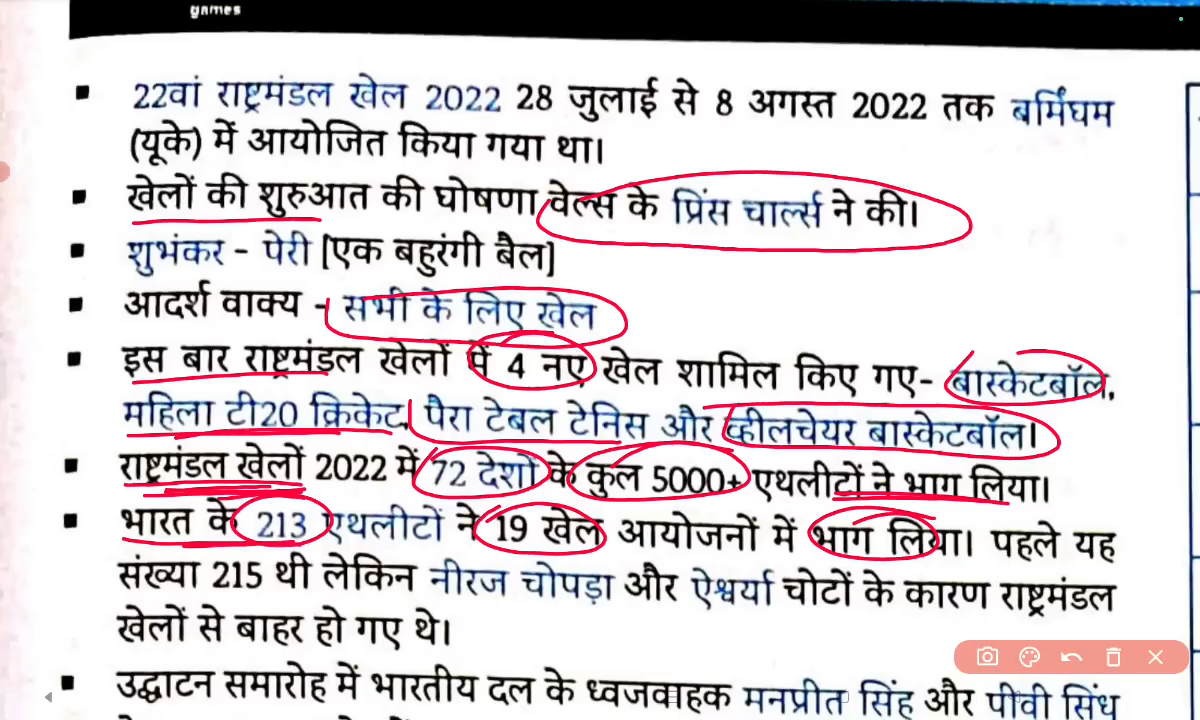 games
22वां राष्ट्रमंडल खेल 2022 28 जुलाई से 8 अगस्त 2022 तक बर्मिंघम
(यूके) में आयोजित किया गया था।
खेलों की शुरुआत की घोषणा वेल्स के प्रिंस चार्ल्स ने की।
शुभंकर - पेरी [एक बहुरंगी बैल]
आदर्श वाक्य - सभी के लिए खेल
इस बार राष्ट्रमंडल खेलों में 4 नए खेल शामिल किए गए- बास्केटबॉल,
महिला टी20 क्रिकेट, पैरा टेबल टेनिस और व्हीलचेयर बास्केटबॉल।
राष्ट्रमंडल खेलों 2022 में 72 देशों के कुल 5000+ एथलीटों ने भाग लिया।
भारत के 213 एथलीटों ने 19 खेल आयोजनों में भाग लिया। पहले यह
संख्या 215 थी लेकिन नीरज चोपड़ा और ऐश्वर्या चोटों के कारण राष्ट्रमंडल
खेलों से बाहर हो गए थे।
उद्घाटन समारोह में भारतीय दल के ध्वजवाहक मनप्रीत सिंह और पीवी सिंधु